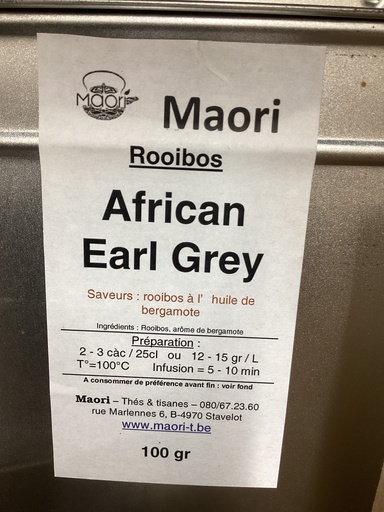 Maori
Maori
Rooibos
African
Earl Grey
Saveurs : rooibos à l' huile de
bergamote
Ingrédients : Rooibos, arôme de bergamote
Préparation :
2 - 3 càc / 25cl ou 12 - 15 gr / L
T°=100°C Infusion = 5 - 10 min
A consommer de préférence avant fin : voir fond
Maori – Thés & tisanes – 080/67.23.60
rue Marlennes 6, B-4970 Stavelot
www.maori-t.be
100 gr